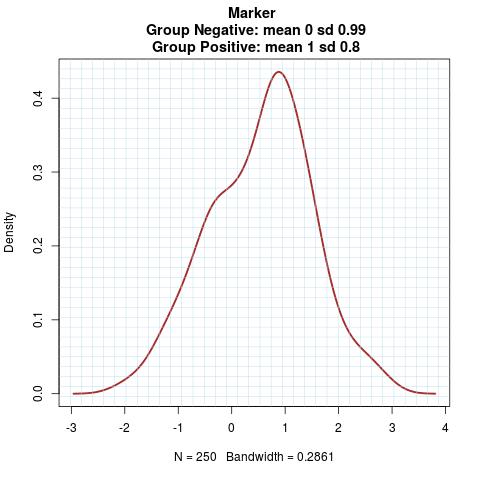 Marker
Group Negative: mean 0 sd 0.99
Group Positive: mean 1 sd 0.8
Density
0.4
0.3
0.2
0.1
0.0
-3 -2 -1 0 1 2 3 4
N = 250 Bandwidth = 0.2861